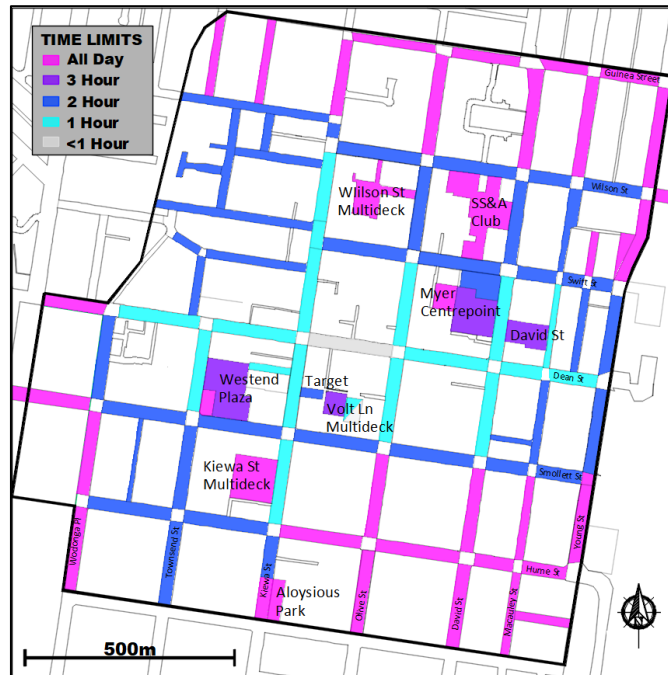 TIME LIMITS
All Day
3 Hour
2 Hour
1 Hour
<1 Hour
Guinea Street
Wilson St
WIilson St
Multideck
SS&A
Club
Swift St
Myer
Centrepoint
David St
Dean St
Westend
Plaza
Target
Volt Ln
Multideck
Kiewa St
Multideck
Smollett St
Young St
Wodonga Pl
Townsend St
Kiewa St
Hume St
Aloysious
Park
Olive St
David St
Macauley St
500m